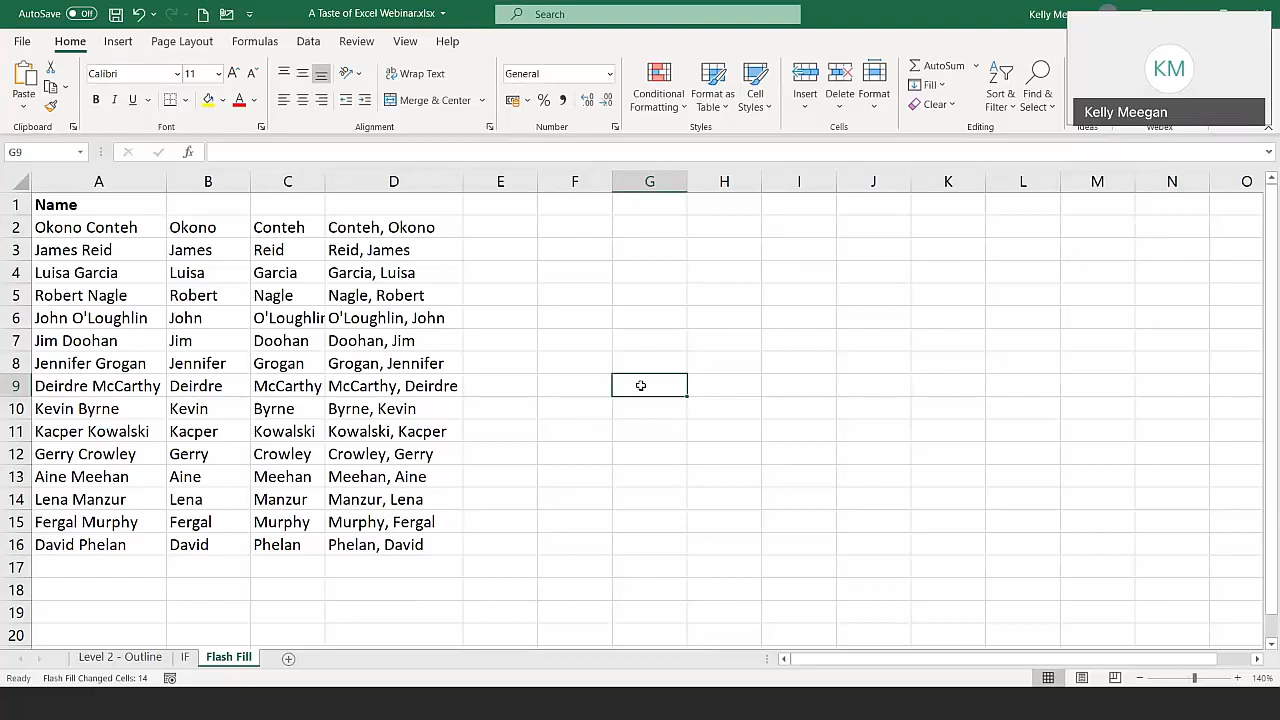 AutoSave Off A Taste of Excel Webinar.xlsx Search Kelly Me
File Home Insert Page Layout Formulas Data Review View Help
KM
Kelly Meegan
Paste Calibri 11 Wrap Text General Conditional Format as Cell Insert Delete Format AutoSum Sort & Find &
B I U A Merge & Center % Formatting Table Styles Fill Filter Select
Clear
Clipboard Font Alignment Number Styles Cells Editing Ideas Webex
G9 fx
A B C D E F G H I J K L M N O
1 Name
2 Okono Conteh Okono Conteh Conteh, Okono
3 James Reid James Reid Reid, James
4 Luisa Garcia Luisa Garcia Garcia, Luisa
5 Robert Nagle Robert Nagle Nagle, Robert
6 John O'Loughlin John O'Loughlin O'Loughlin, John
7 Jim Doohan Jim Doohan Doohan, Jim
8 Jennifer Grogan Jennifer Grogan Grogan, Jennifer
9 Deirdre McCarthy Deirdre McCarthy McCarthy, Deirdre
10 Kevin Byrne Kevin Byrne Byrne, Kevin
11 Kacper Kowalski Kacper Kowalski Kowalski, Kacper
12 Gerry Crowley Gerry Crowley Crowley, Gerry
13 Aine Meehan Aine Meehan Meehan, Aine
14 Lena Manzur Lena Manzur Manzur, Lena
15 Fergal Murphy Fergal Murphy Murphy, Fergal
16 David Phelan David Phelan Phelan, David
17
18
19
20
Level 2 - Outline IF Flash Fill
Ready Flash Fill Changed Cells: 14 140%